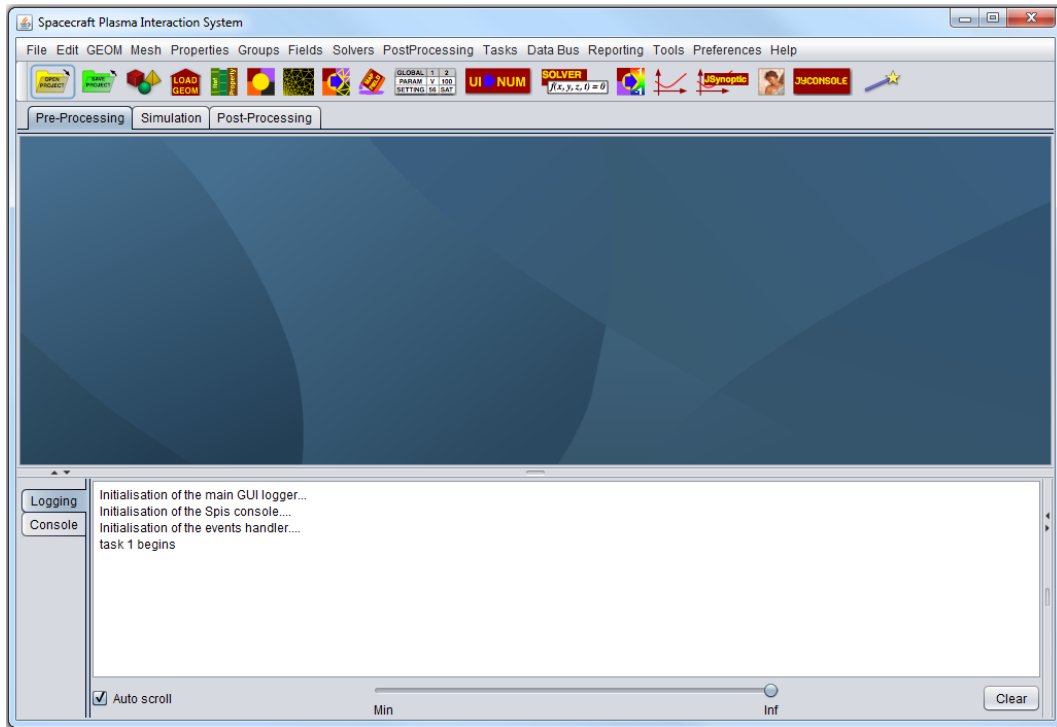 Spacecraft Plasma Interaction System
File Edit GEOM Mesh Properties Groups Fields Solvers PostProcessing Tasks Data Bus Reporting Tools Preferences Help
OPEN PROJECT
SAVE PROJECT
LOAD GEOM
Mat Property
GLOBAL 1 2
PARAM V 100
SETTING 56 SAT
UI NUM
SOLVER
f(x, y, z, t) = 0
JSynoptic
JYCONSOLE
Pre-Processing Simulation Post-Processing
Logging
Console
Initialisation of the main GUI logger...
Initialisation of the Spis console....
Initialisation of the events handler....
task 1 begins
Auto scroll
Min
Inf
Clear